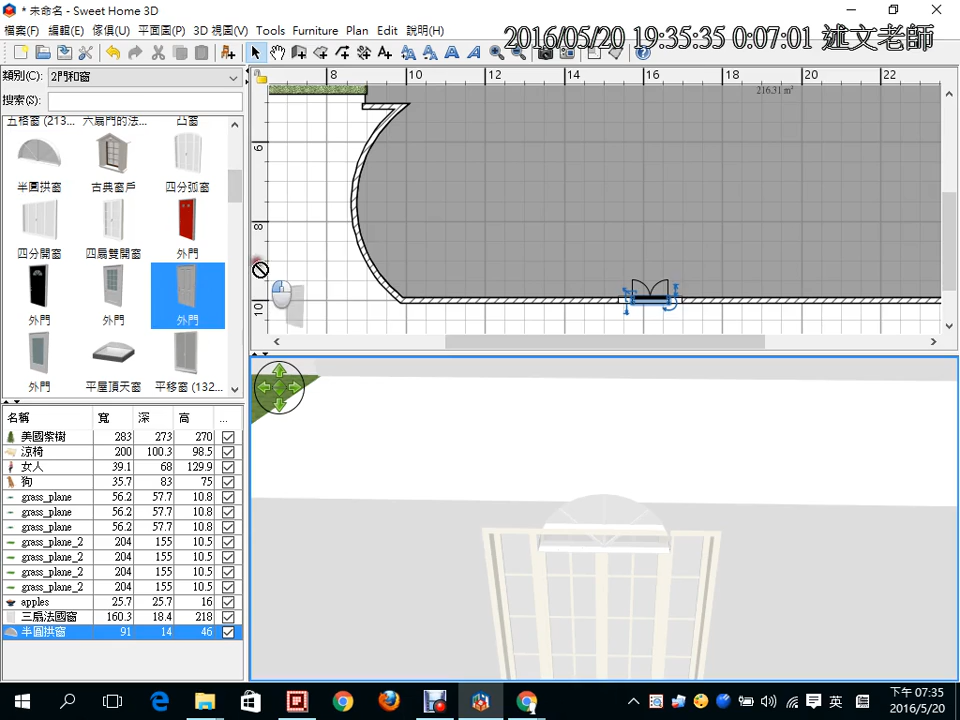 * 未命名 - Sweet Home 3D
檔案(F) 編輯(E) 傢俱(U) 平面圖(P) 3D 視圖(V) 2016 Tools Furniture Plan Edit 說明(H)
2016/05/20 19:35:35 0:07:01 述文老師
類別(C): 2門和窗
搜索(S):
五格窗 (213... 六扇門的法... 凸窗
半圓拱窗 古典窗戶 四分弧窗
四分開窗 四扇雙開窗 外門
外門 外門 外門
外門 平屋頂天窗 平移窗 (132...
8 10 12 14 16 18 20 22
216.31 m²
6
8
10
名稱 寬 深 高 ...
美國紫樹 283 273 270
涼椅 200 100.3 98.5
女人 39.1 68 129.9
狗 35.7 83 75
grass_plane 56.2 57.7 10.8
grass_plane 56.2 57.7 10.8
grass_plane 56.2 57.7 10.8
grass_plane_2 204 155 10.5
grass_plane_2 204 155 10.5
grass_plane_2 204 155 10.5
grass_plane_2 204 155 10.5
apples 25.7 25.7 16
三扇法國窗 160.3 18.4 218
半圓拱窗 91 14 46
英
下午 07:35
2016/5/20